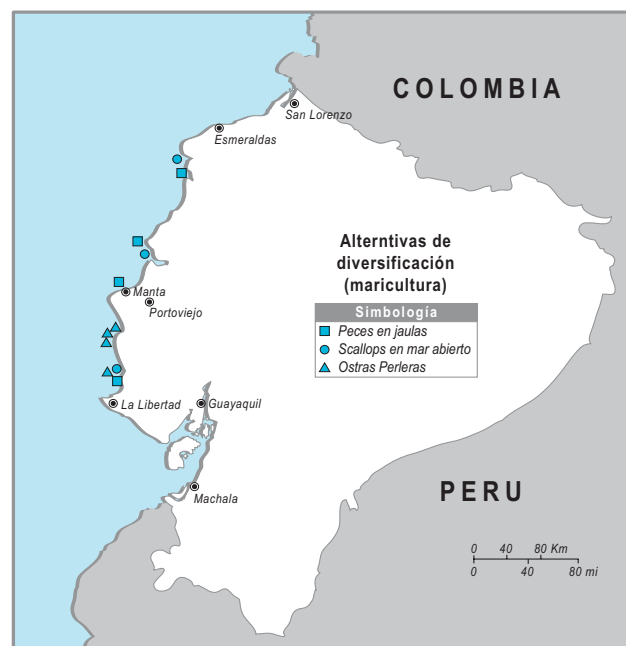 COLOMBIA
San Lorenzo
Esmeraldas
Alterntivas de
diversificación
(maricultura)
Simbología
Peces en jaulas
Scallops en mar abierto
Ostras Perleras
Manta
Portoviejo
La Libertad
Guayaquil
Machala
PERU
0 40 80 Km
0 40 80 mi